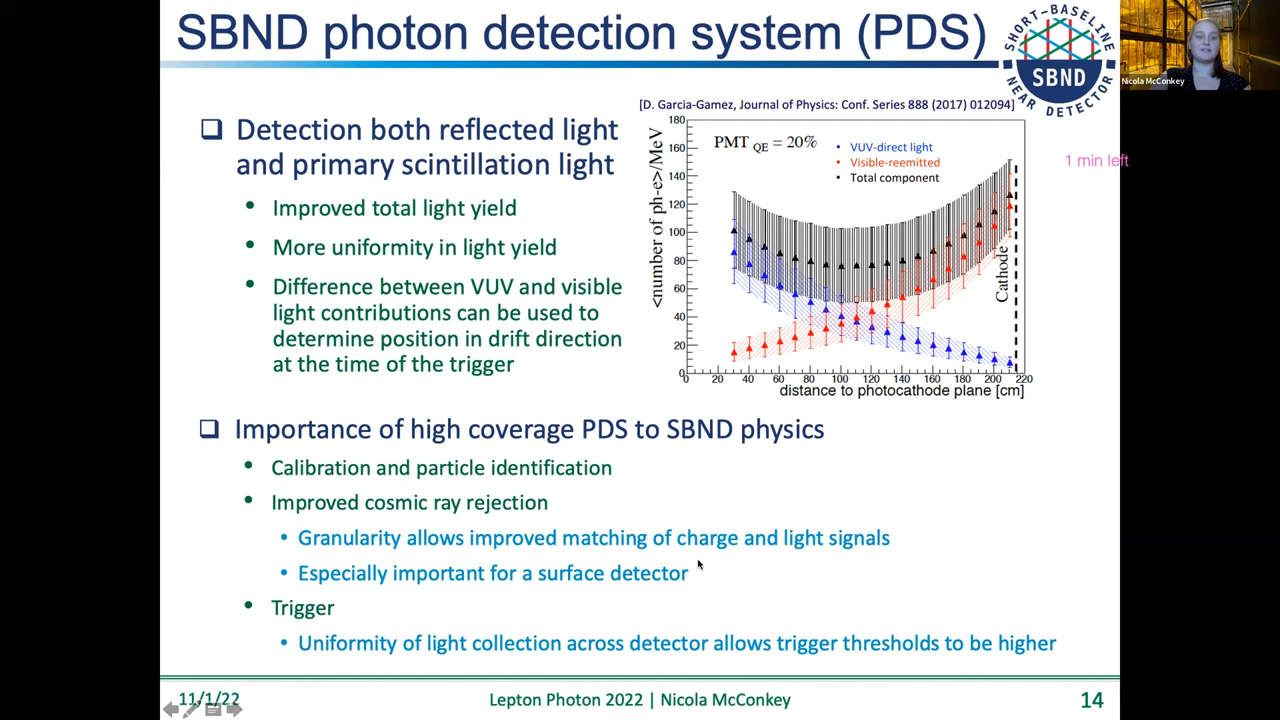 SBND photon detection system (PDS)
SHORT-BASELINE
SBND
NEAR DETECTOR
Nicola McConkey
[D. Garcia-Gamez, Journal of Physics: Conf. Series 888 (2017) 012094]
❑ Detection both reflected light
and primary scintillation light
• Improved total light yield
• More uniformity in light yield
• Difference between VUV and visible
light contributions can be used to
determine position in drift direction
at the time of the trigger
<number of ph-e>/MeV
180
160
140
120
100
80
60
40
20
0
PMT QE = 20%
• VUV-direct light
• Visible-reemitted
• Total component
Cathode
0 20 40 60 80 100 120 140 160 180 200 220
distance to photocathode plane [cm]
1 min left
❑ Importance of high coverage PDS to SBND physics
• Calibration and particle identification
• Improved cosmic ray rejection
• Granularity allows improved matching of charge and light signals
• Especially important for a surface detector
• Trigger
• Uniformity of light collection across detector allows trigger thresholds to be higher
11/1/22
Lepton Photon 2022 | Nicola McConkey
14